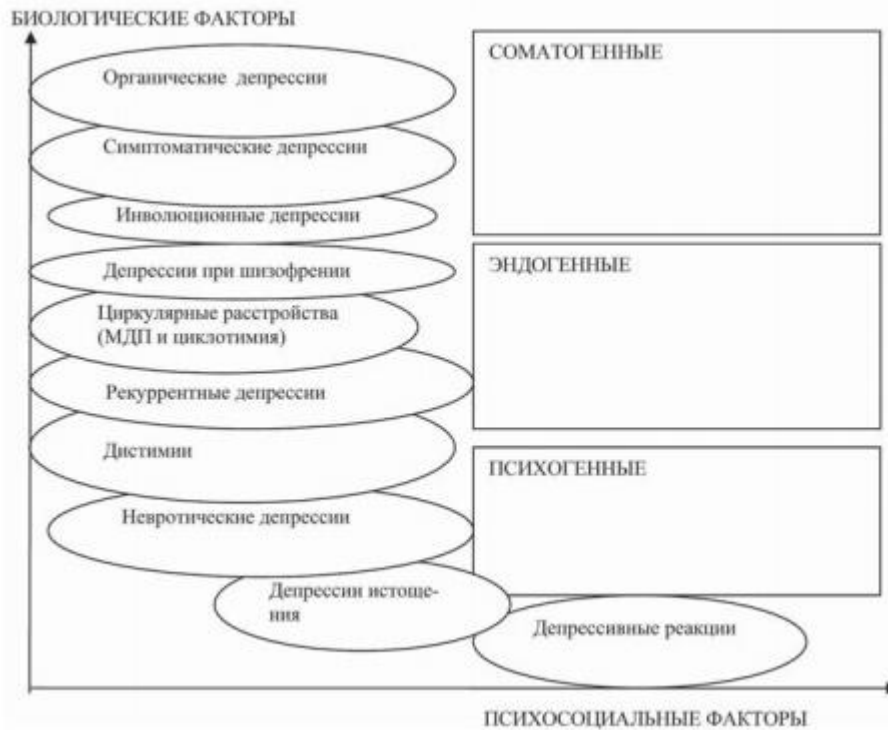 БИОЛОГИЧЕСКИЕ ФАКТОРЫ
СОМАТОГЕННЫЕ
Органические депрессии
Симптоматические депрессии
Инволюционные депрессии
ЭНДОГЕННЫЕ
Депрессии при шизофрении
Циркулярные расстройства
(МДП и циклотимия)
Рекуррентные депрессии
Дистимии
ПСИХОГЕННЫЕ
Невротические депрессии
Депрессии истоще-
ния
Депрессивные реакции
ПСИХОСОЦИАЛЬНЫЕ ФАКТОРЫ